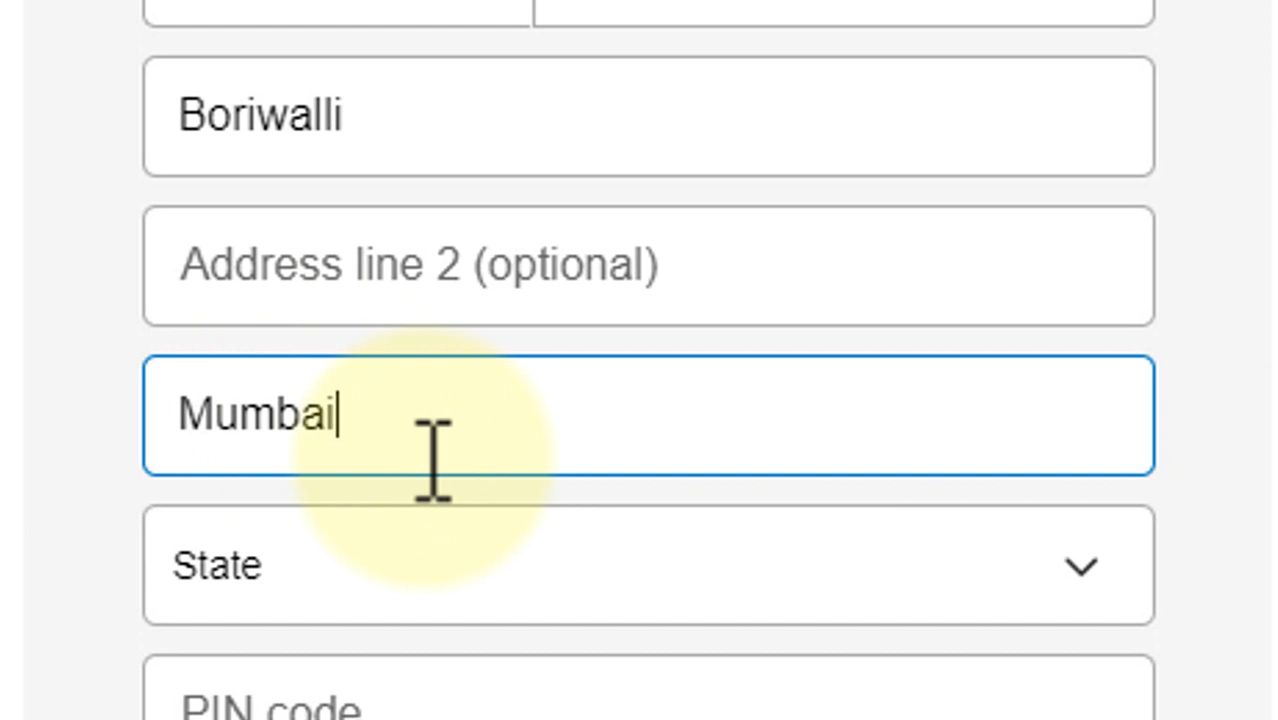 Boriwalli
Address line 2 (optional)
Mumbai
State
PIN code